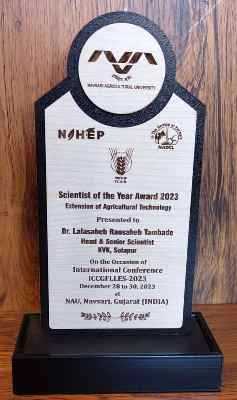 NAVSARI AGRICULTURAL UNIVERSITY
NAHEP
Scientist of the Year Award 2023
Extension of Agricultural Technology
Presented to
Dr. Lalasaheb Raosaheb Tambade
Head & Senior Scientist
KVK, Solapur
On the Occasion of
International Conference
ICCGFLLES-2023
December 28 to 30, 2023
at
NAU, Navsari, Gujarat (INDIA)